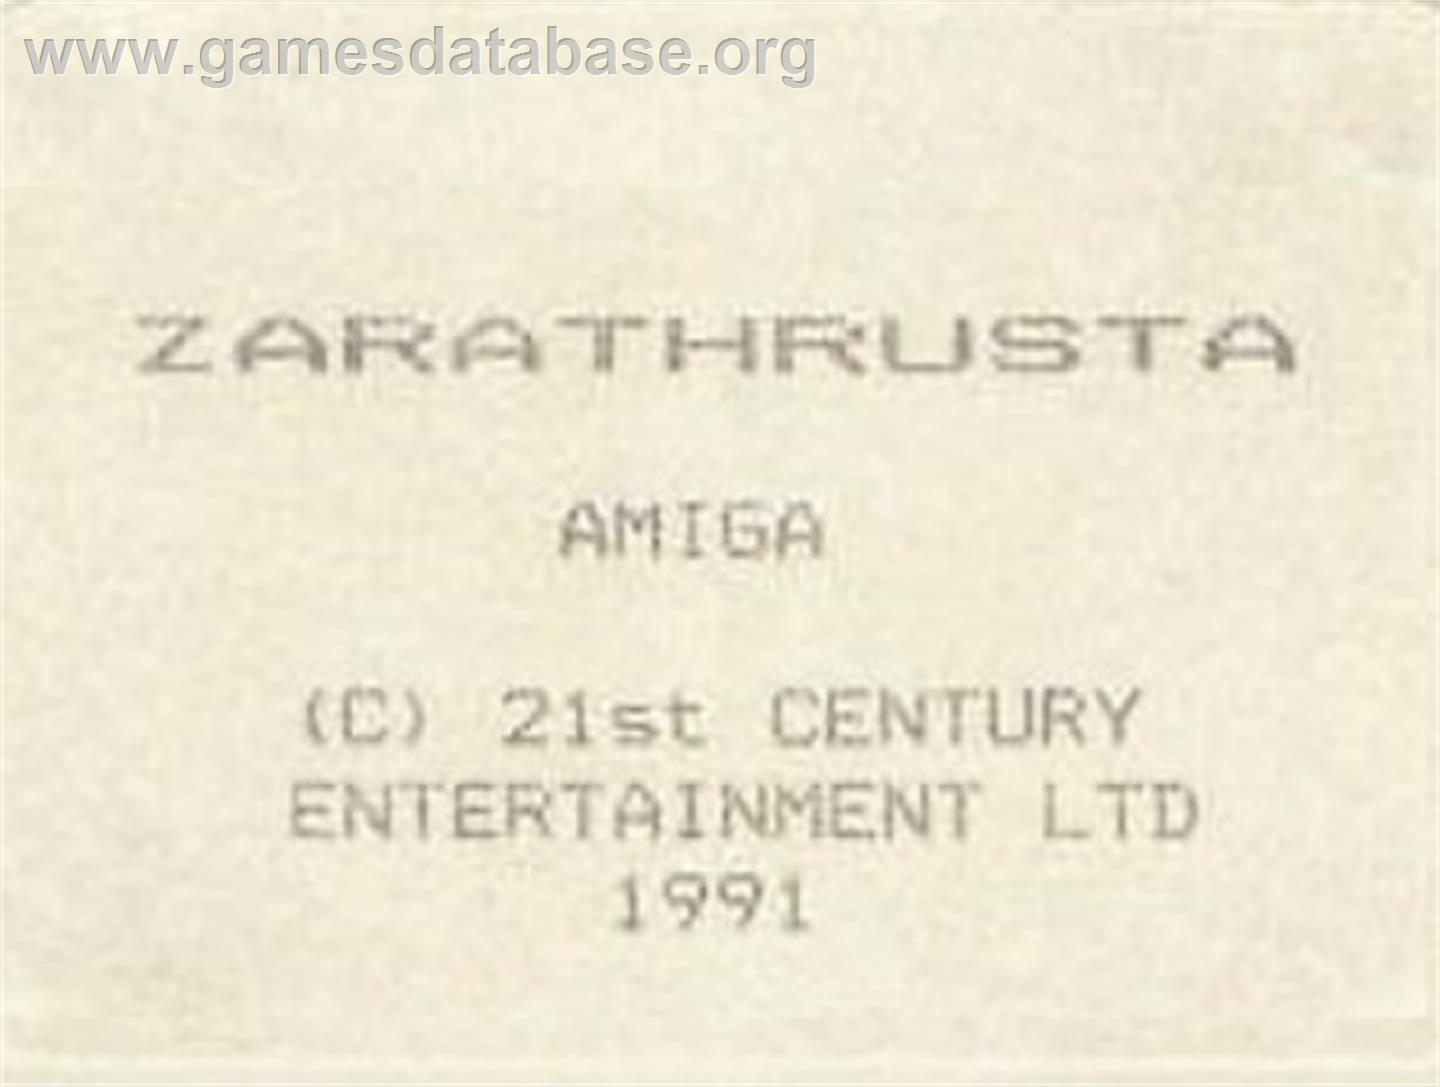 www.gamesdatabase.org
ZARATHRUSTA
AMIGA
(C) 21st CENTURY
ENTERTAINMENT LTD
1991